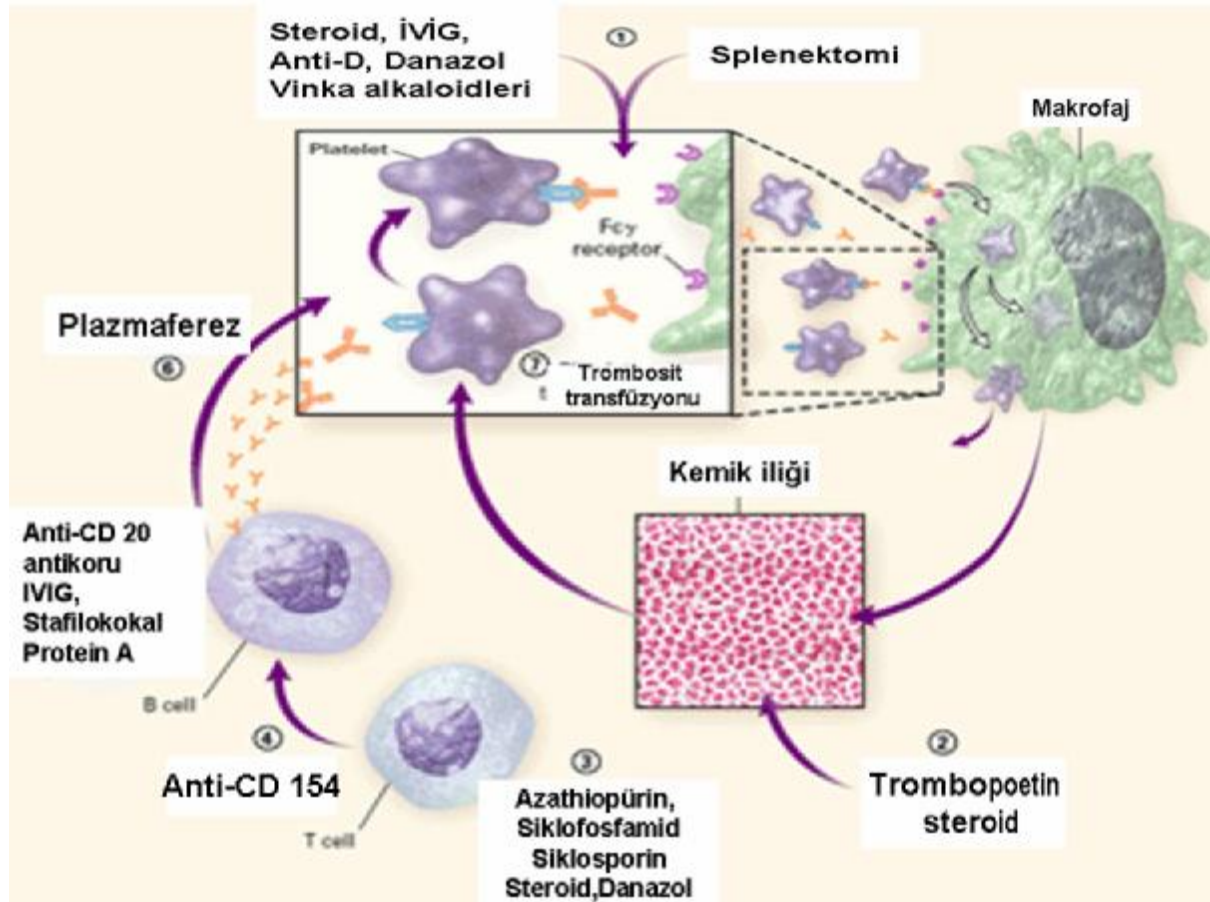 Steroid, İVİG,
Anti-D, Danazol
Vinka alkaloidleri
①
Splenektomi
Makrofaj
Platelet
Fcγ
receptor
Plazmaferez
⑥
⑦
Trombosit
transfüzyonu
Kemik iliği
Anti-CD 20
antikoru
IVIG,
Stafilokokal
Protein A
B cell
④
Anti-CD 154
T cell
③
Azathiopürin,
Siklofosfamid
Siklosporin
Steroid,Danazol
②
Trombopoetin
steroid